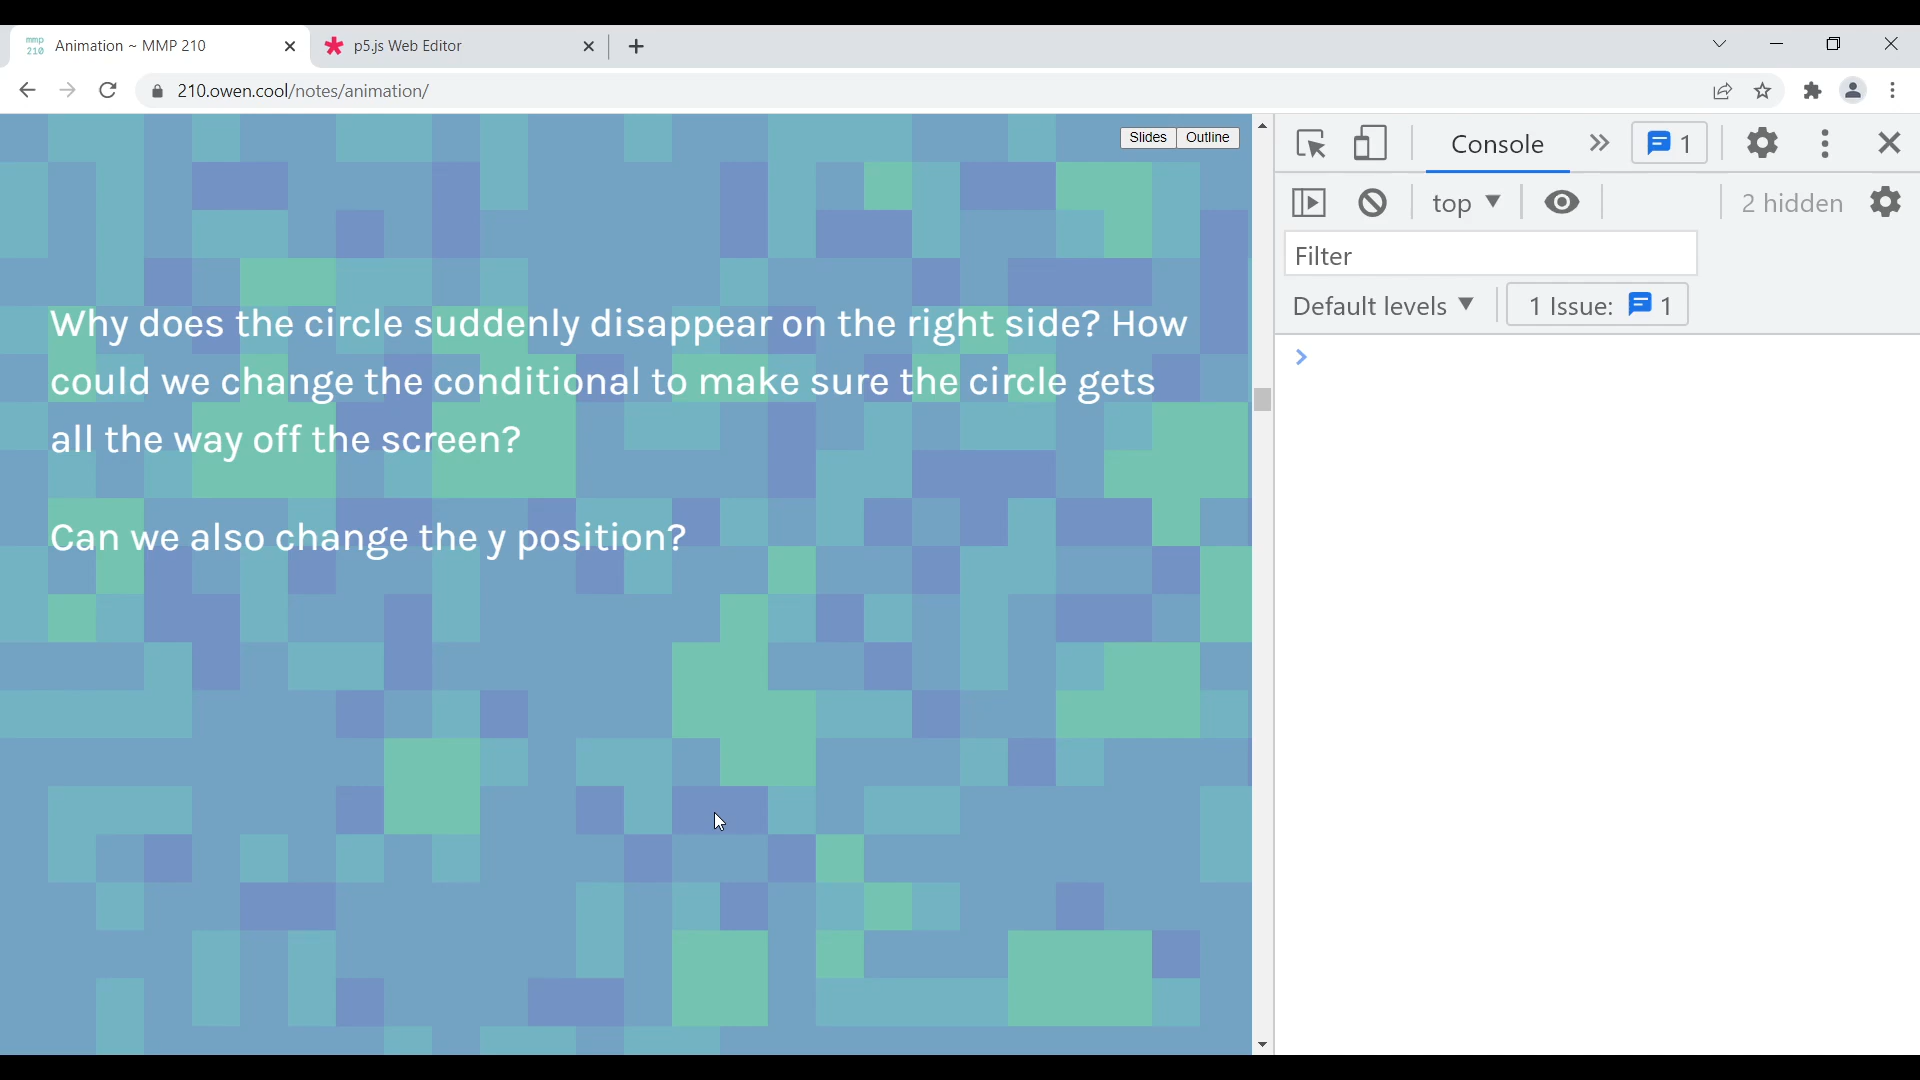 mmp
210
Animation ~ MMP 210
p5.js Web Editor
210.owen.cool/notes/animation/
Slides
Outline
Why does the circle suddenly disappear on the right side? How
could we change the conditional to make sure the circle gets
all the way off the screen?
Can we also change the y position?
Console
1
top
2 hidden
Filter
Default levels
1 Issue:
1